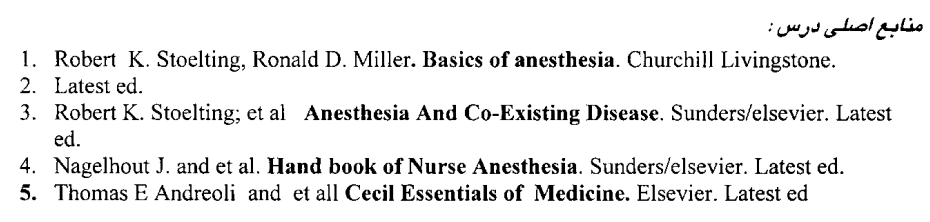 منابع اصلی درس :
1. Robert K. Stoelting, Ronald D. Miller. Basics of anesthesia. Churchill Livingstone.
2. Latest ed.
3. Robert K. Stoelting; et al Anesthesia And Co-Existing Disease. Sunders/elsevier. Latest
ed.
4. Nagelhout J. and et al. Hand book of Nurse Anesthesia. Sunders/elsevier. Latest ed.
5. Thomas E Andreoli and et all Cecil Essentials of Medicine. Elsevier. Latest ed